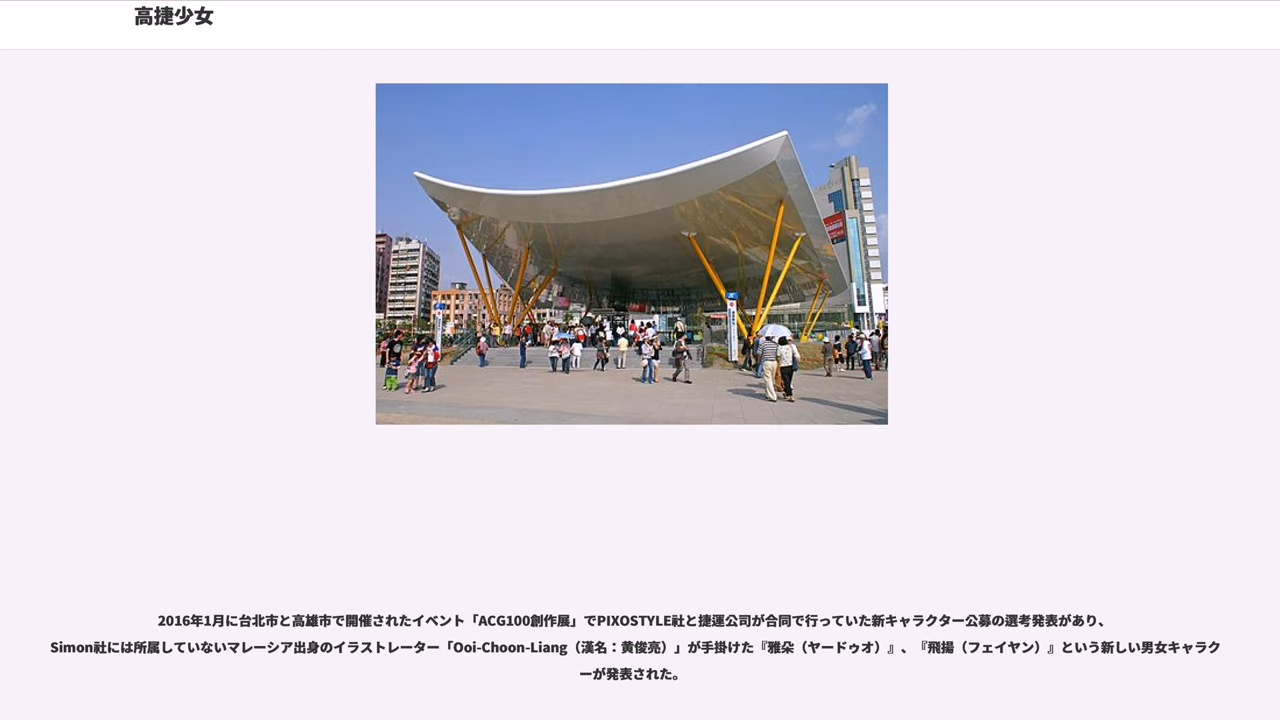 高捷少女
2016年1月に台北市と高雄市で開催されたイベント「ACG100創作展」でPIXOSTYLE社と捷運公司が合同で行っていた新キャラクター公募の選考発表があり、
Simon社には所属していないマレーシア出身のイラストレーター「Ooi-Choon-Liang（漢名：黄俊亮）」が手掛けた『雅朵（ヤードゥオ）』、『飛揚（フェイヤン）』という新しい男女キャラク
ーが発表された。